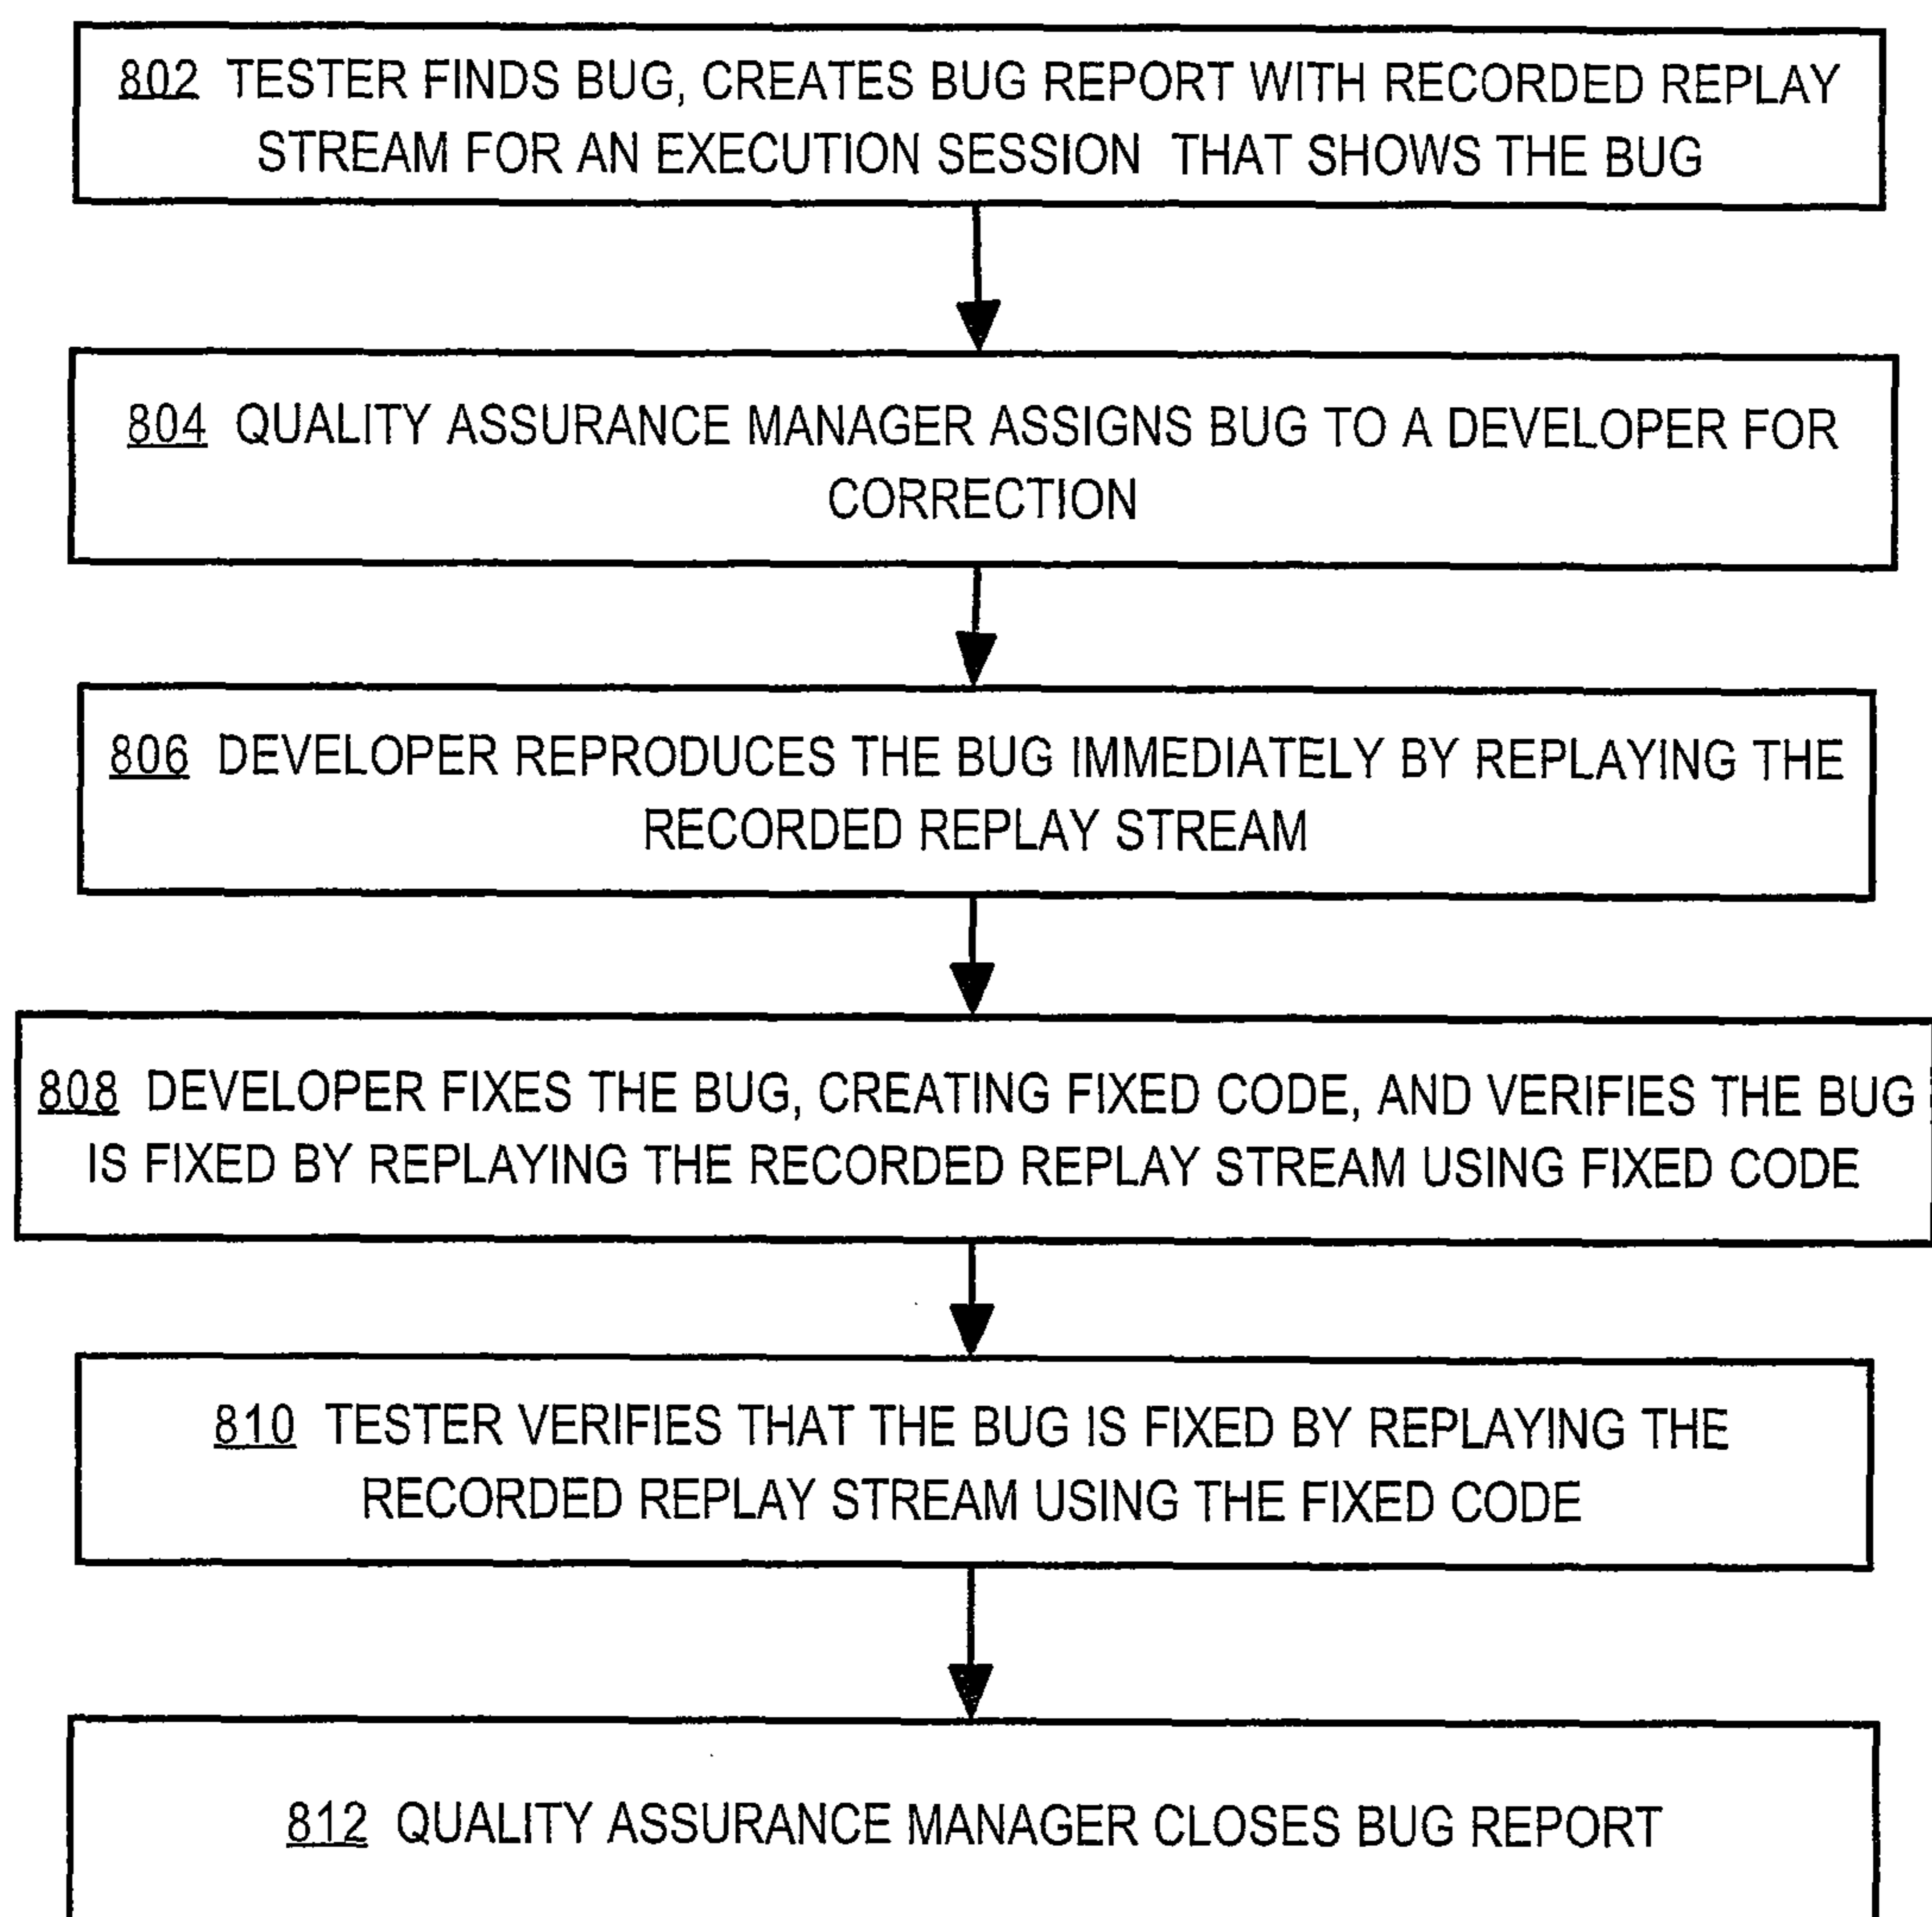 802 TESTER FINDS BUG, CREATES BUG REPORT WITH RECORDED REPLAY
STREAM FOR AN EXECUTION SESSION THAT SHOWS THE BUG
804 QUALITY ASSURANCE MANAGER ASSIGNS BUG TO A DEVELOPER FOR
CORRECTION
806 DEVELOPER REPRODUCES THE BUG IMMEDIATELY BY REPLAYING THE
RECORDED REPLAY STREAM
808 DEVELOPER FIXES THE BUG, CREATING FIXED CODE, AND VERIFIES THE BUG
IS FIXED BY REPLAYING THE RECORDED REPLAY STREAM USING FIXED CODE
810 TESTER VERIFIES THAT THE BUG IS FIXED BY REPLAYING THE
RECORDED REPLAY STREAM USING THE FIXED CODE
812 QUALITY ASSURANCE MANAGER CLOSES BUG REPORT